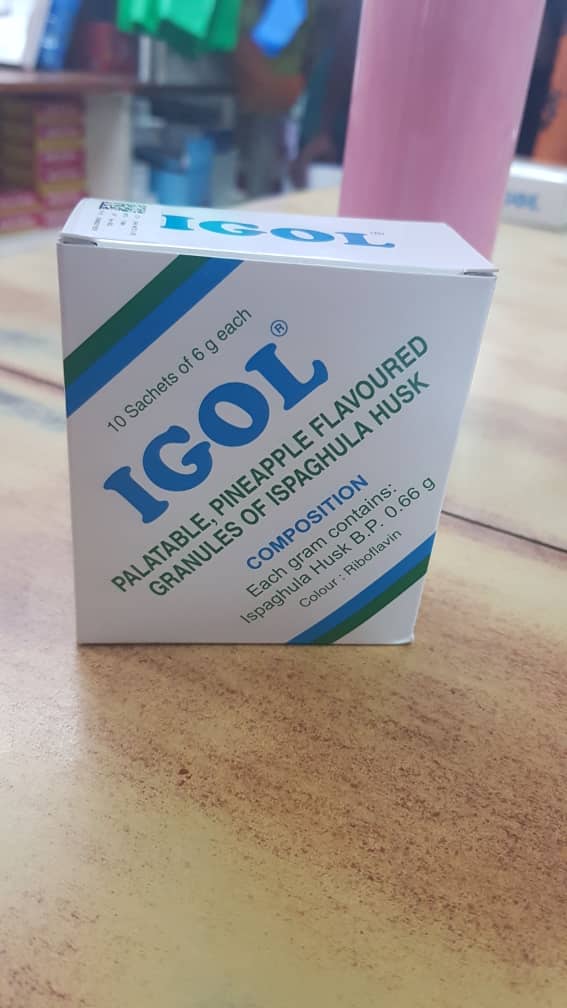 IGOL
10 Sachets of 6 g each
IGOL®
PALATABLE, PINEAPPLE FLAVOURED
GRANULES OF ISPAGHULA HUSK
COMPOSITION
Each gram contains:
Ispaghula Husk B.P. 0.66 g
Colour : Riboflavin